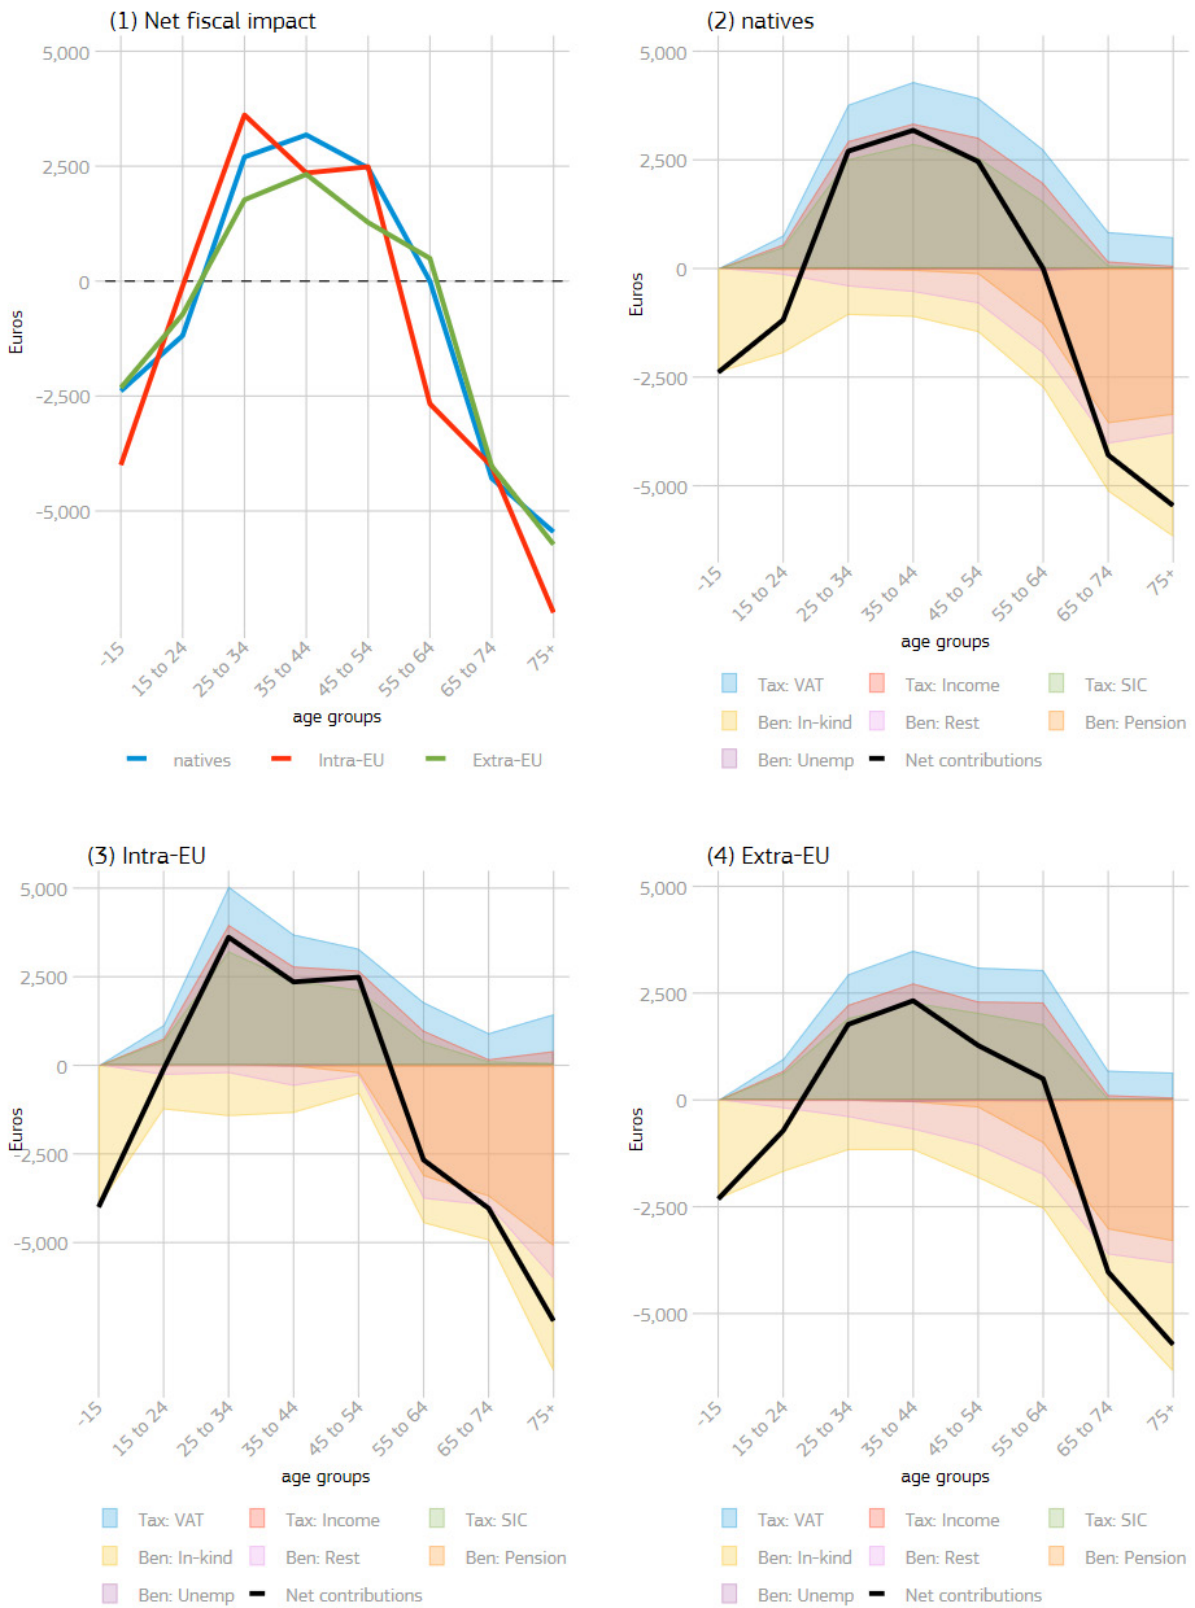 (1) Net fiscal impact
5,000
2,500
0
-2,500
-5,000
Euros
-15
15 to 24
25 to 34
35 to 44
45 to 54
55 to 64
65 to 74
75+
age groups
natives Intra-EU Extra-EU
(2) natives
5,000
2,500
0
-2,500
-5,000
Euros
-15
15 to 24
25 to 34
35 to 44
45 to 54
55 to 64
65 to 74
75+
age groups
Tax: VAT Tax: Income Tax: SIC
Ben: In-kind Ben: Rest Ben: Pension
Ben: Unemp Net contributions
(3) Intra-EU
5,000
2,500
0
-2,500
-5,000
Euros
-15
15 to 24
25 to 34
35 to 44
45 to 54
55 to 64
65 to 74
75+
age groups
Tax: VAT Tax: Income Tax: SIC
Ben: In-kind Ben: Rest Ben: Pension
Ben: Unemp Net contributions
(4) Extra-EU
5,000
2,500
0
-2,500
-5,000
Euros
-15
15 to 24
25 to 34
35 to 44
45 to 54
55 to 64
65 to 74
75+
age groups
Tax: VAT Tax: Income Tax: SIC
Ben: In-kind Ben: Rest Ben: Pension
Ben: Unemp Net contributions